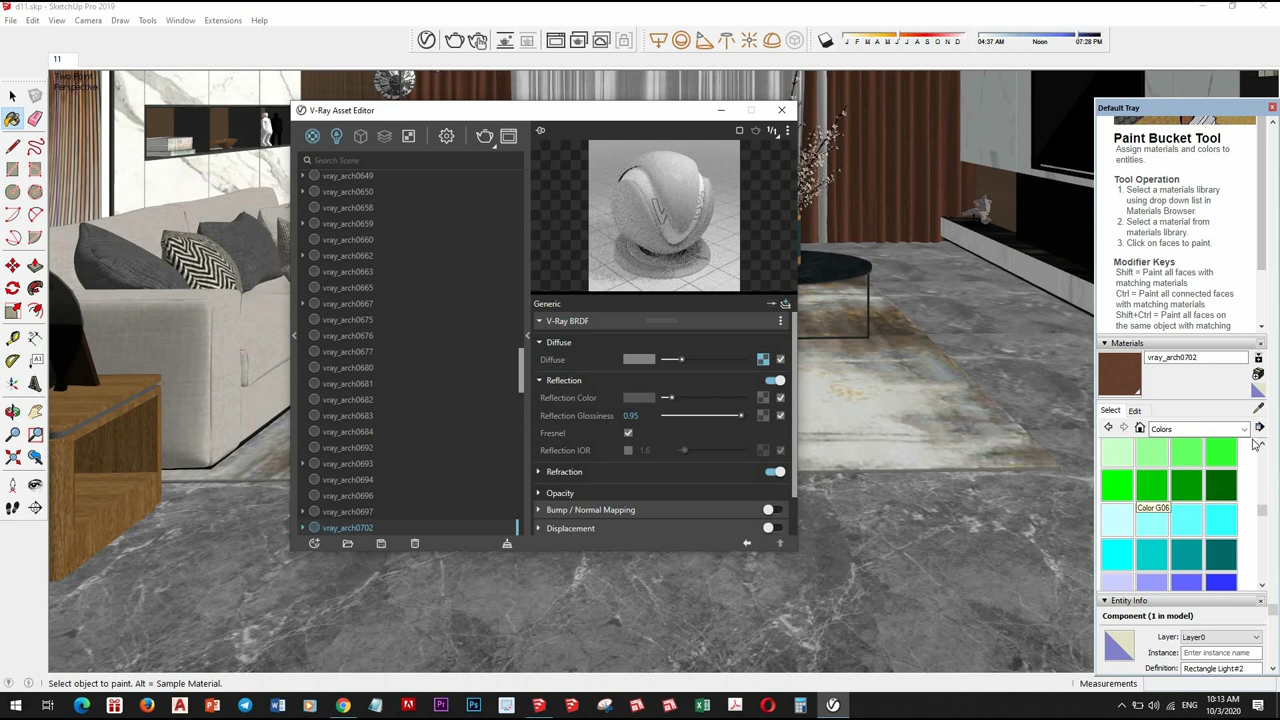 d11.skp - SketchUp Pro 2019
File Edit View Camera Draw Tools Window Extensions Help
J F M A M J J A S O N D
04:37 AM Noon 07:28 PM
11
Two Point
Perspective
V-Ray Asset Editor
1/1
Search Scene
vray_arch0649
vray_arch0650
vray_arch0658
vray_arch0659
vray_arch0660
vray_arch0662
vray_arch0663
vray_arch0665
vray_arch0667
vray_arch0675
vray_arch0676
vray_arch0677
vray_arch0680
vray_arch0681
vray_arch0682
vray_arch0683
vray_arch0684
vray_arch0692
vray_arch0693
vray_arch0694
vray_arch0696
vray_arch0697
vray_arch0702
Generic
V-Ray BRDF
Diffuse
Diffuse
Reflection
Reflection Color
Reflection Glossiness 0.95
Fresnel
Reflection IOR 1.6
Refraction
Opacity
Bump / Normal Mapping
Displacement
Default Tray
Paint Bucket Tool
Assign materials and colors to
entities.
Tool Operation
1. Select a materials library
using drop down list in
Materials Browser.
2. Select a material from
materials library.
3. Click on faces to paint.
Modifier Keys
Shift = Paint all faces with
matching materials
Ctrl = Paint all connected faces
with matching materials
Shift+Ctrl = Paint all faces on
the same object with matching
Materials
vray_arch0702
Select Edit
Colors
Color G06
Entity Info
Component (1 in model)
Layer: Layer0
Instance: Enter instance name
Definition: Rectangle Light#2
Select object to paint. Alt = Sample Material.
Measurements
10:13 AM
10/3/2020